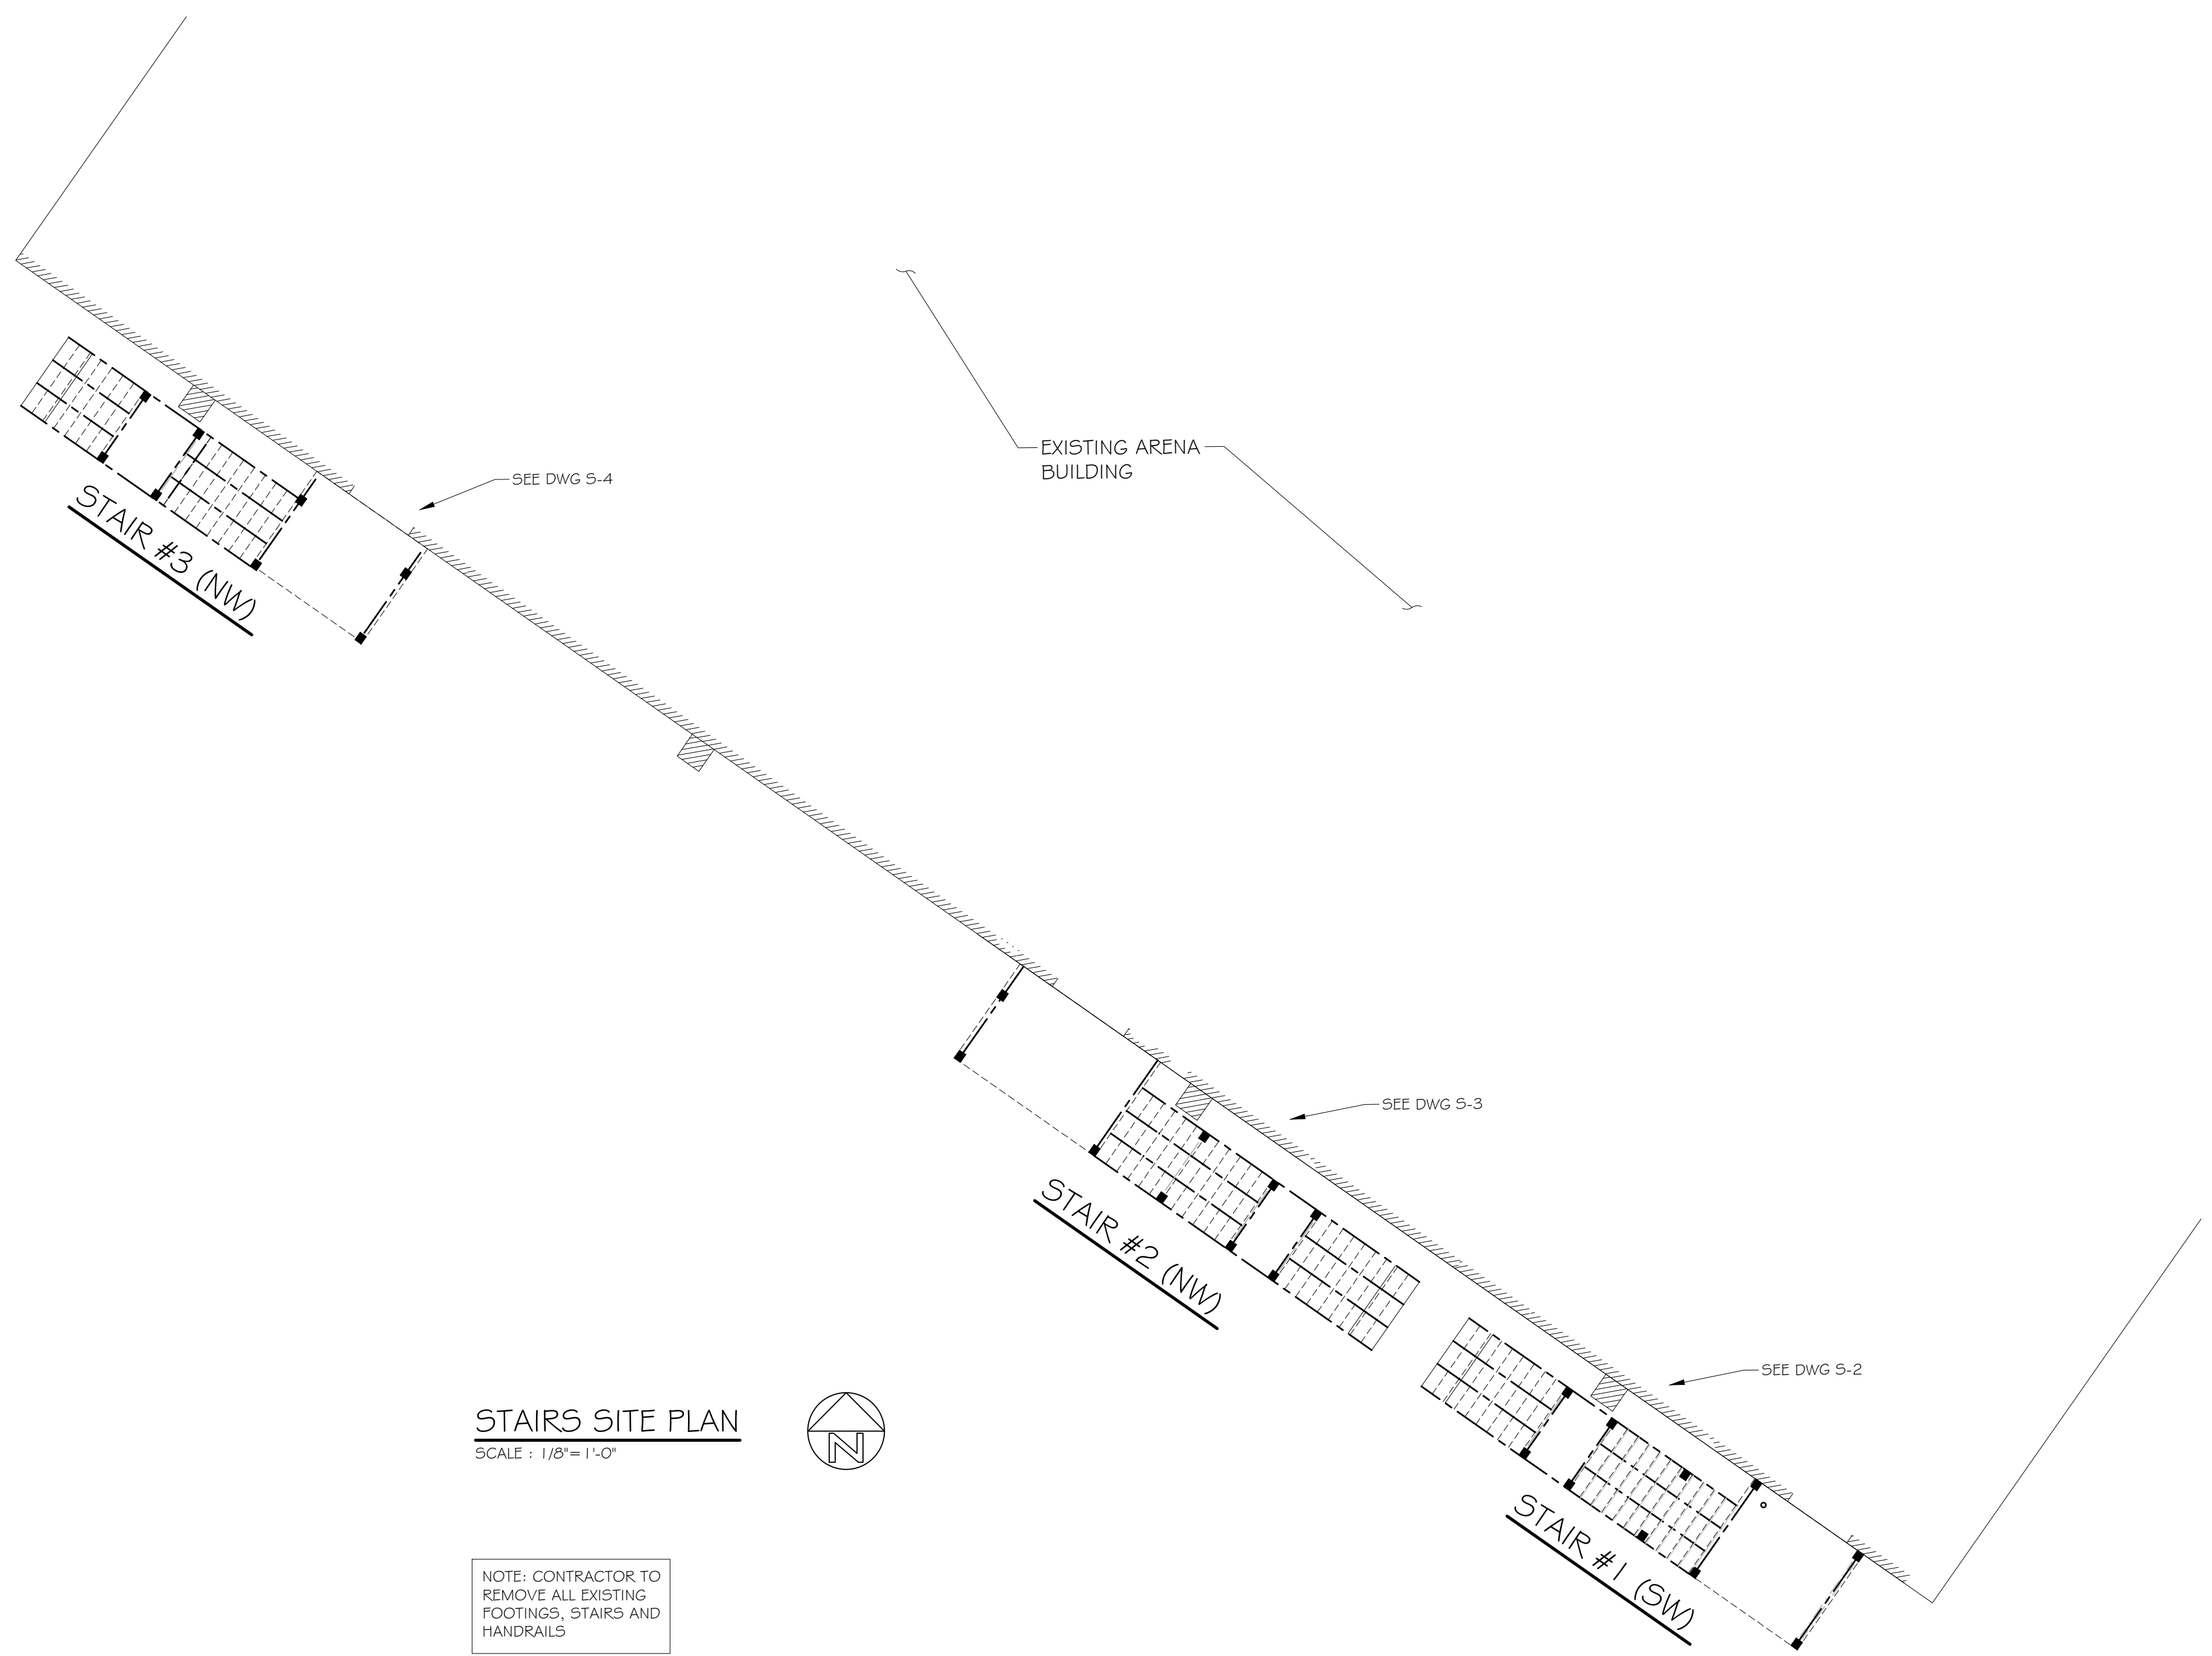 EXISTING ARENA
BUILDING
SEE DWG S-4
STAIR #3 (NW)
SEE DWG S-3
STAIR #2 (NW)
SEE DWG S-2
STAIR #1 (SW)
STAIRS SITE PLAN
SCALE : 1/8"= 1'-0"
N
NOTE: CONTRACTOR TO
REMOVE ALL EXISTING
FOOTINGS, STAIRS AND
HANDRAILS